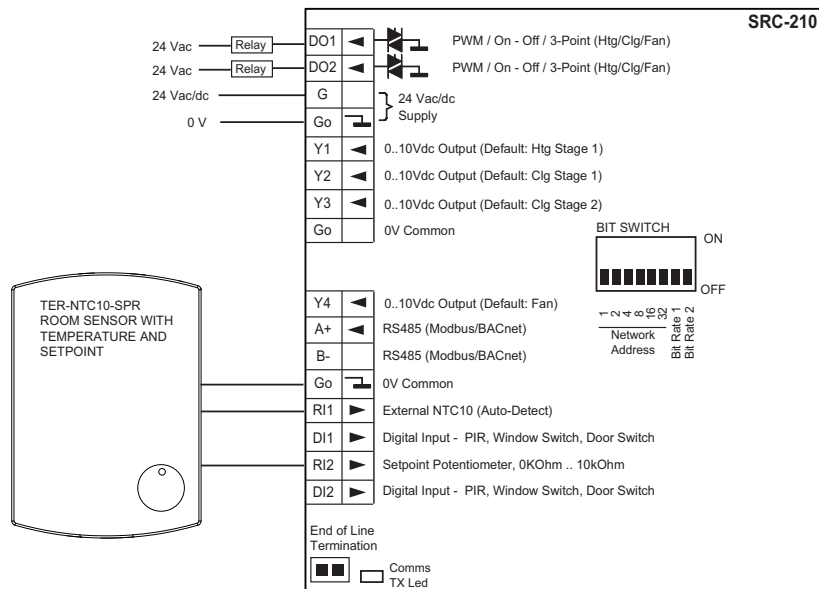 SRC-210
24 Vac Relay DO1 PWM / On - Off / 3-Point (Htg/Clg/Fan)
24 Vac Relay DO2 PWM / On - Off / 3-Point (Htg/Clg/Fan)
24 Vac/dc G 24 Vac/dc
Supply
0 V Go
Y1 0..10Vdc Output (Default: Htg Stage 1)
Y2 0..10Vdc Output (Default: Clg Stage 1)
Y3 0..10Vdc Output (Default: Clg Stage 2)
Go 0V Common
BIT SWITCH
ON
OFF
1 2 4 8 16 32 Bit Rate 1 Bit Rate 2
Network
Address
TER-NTC10-SPR
ROOM SENSOR WITH
TEMPERATURE AND
SETPOINT
Y4 0..10Vdc Output (Default: Fan)
A+ RS485 (Modbus/BACnet)
B- RS485 (Modbus/BACnet)
Go 0V Common
RI1 External NTC10 (Auto-Detect)
DI1 Digital Input - PIR, Window Switch, Door Switch
RI2 Setpoint Potentiometer, 0KOhm .. 10kOhm
DI2 Digital Input - PIR, Window Switch, Door Switch
End of Line
Termination
Comms
TX Led